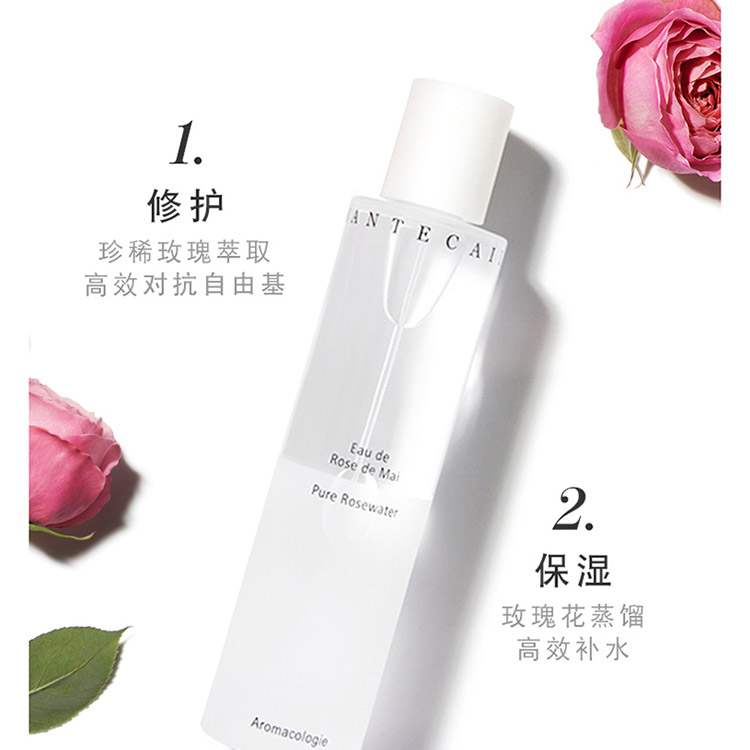 1.
修护
珍稀玫瑰萃取
高效对抗自由基
ANTECAI
Eau de
Rose de Mai
Pure Rosewater
2.
保湿
玫瑰花蒸馏
高效补水
Aromacologie